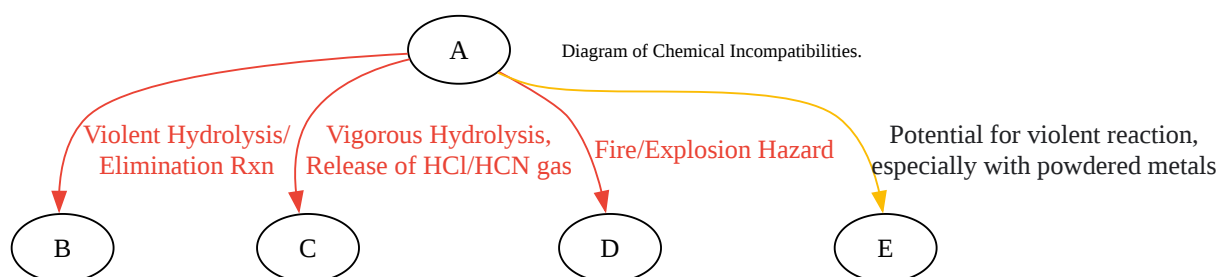 A
Diagram of Chemical Incompatibilities.
Violent Hydrolysis/
Elimination Rxn
Vigorous Hydrolysis,
Release of HCl/HCN gas
Fire/Explosion Hazard
Potential for violent reaction,
especially with powdered metals
B
C
D
E